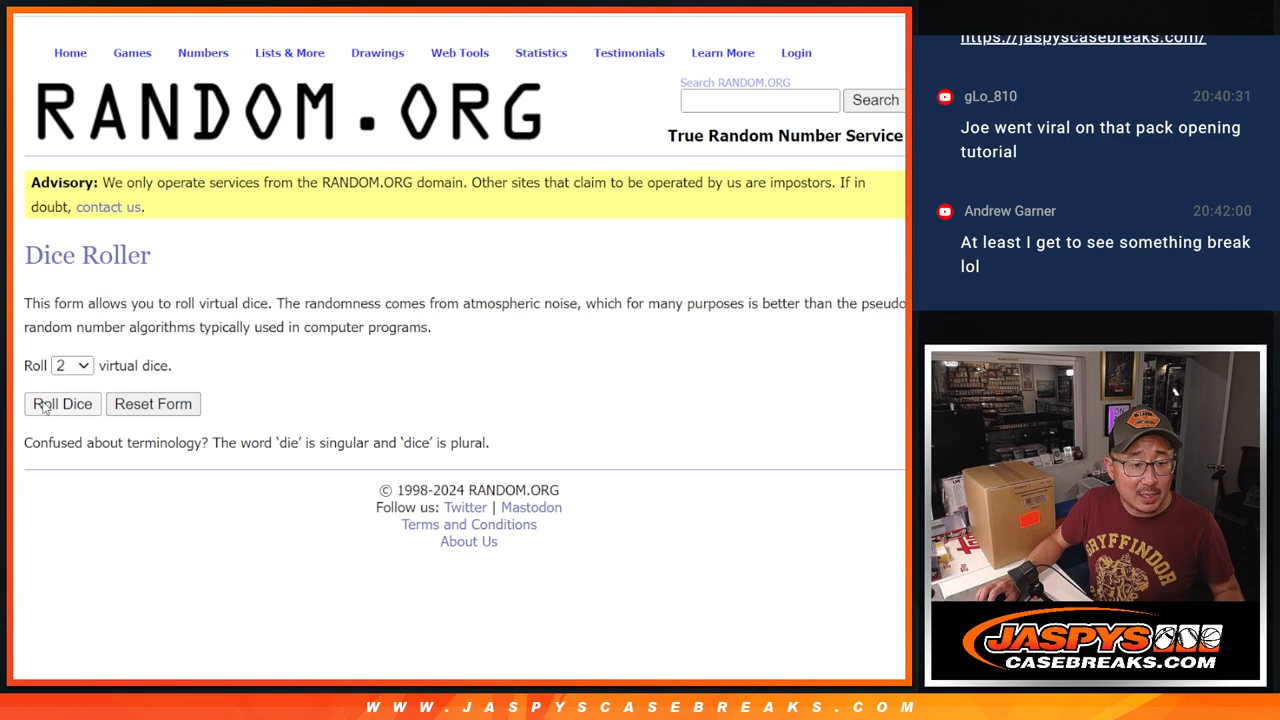 Home Games Numbers Lists & More Drawings Web Tools Statistics Testimonials Learn More Login
RANDOM.ORG
Search RANDOM.ORG
Search
True Random Number Service
Advisory: We only operate services from the RANDOM.ORG domain. Other sites that claim to be operated by us are impostors. If in
doubt, contact us.
Dice Roller
This form allows you to roll virtual dice. The randomness comes from atmospheric noise, which for many purposes is better than the pseudo
random number algorithms typically used in computer programs.
Roll 2 virtual dice.
Roll Dice Reset Form
Confused about terminology? The word ‘die’ is singular and ‘dice’ is plural.
© 1998-2024 RANDOM.ORG
Follow us: Twitter | Mastodon
Terms and Conditions
About Us
https://jaspyscasebreaks.com/
gLo_810 20:40:31
Joe went viral on that pack opening
tutorial
Andrew Garner 20:42:00
At least I get to see something break
lol
GRYFFINDOR
JASPYS
CASEBREAKS.COM
WWW.JASPYSCASEBREAKS.COM